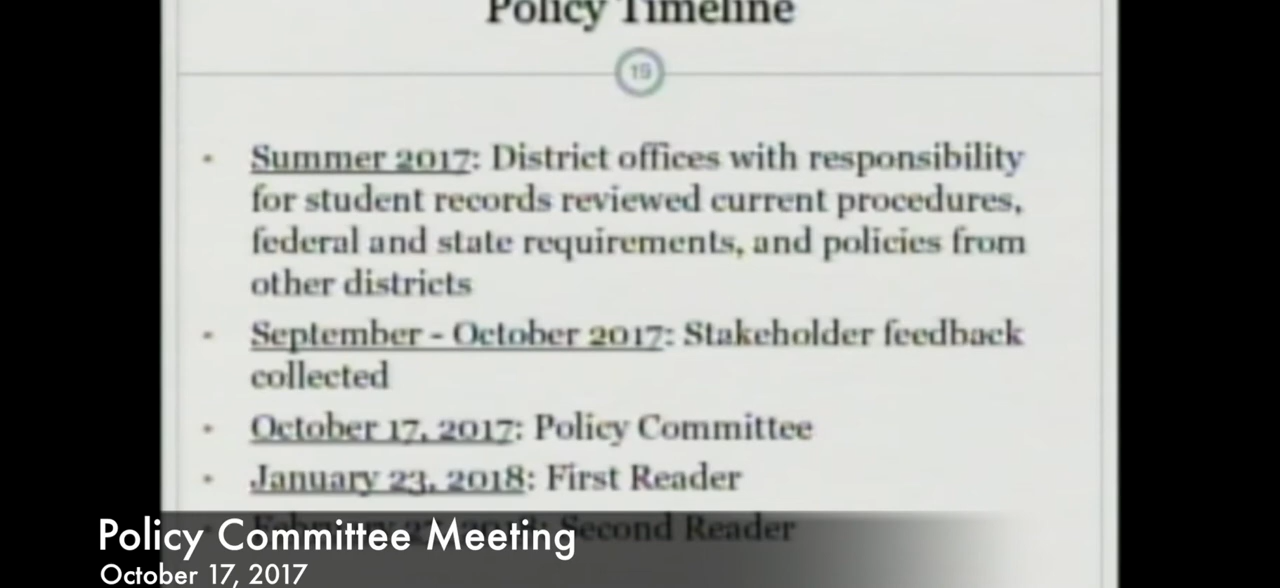 Policy Timeline
15
• Summer 2017: District offices with responsibility
for student records reviewed current procedures,
federal and state requirements, and policies from
other districts
• September - October 2017: Stakeholder feedback
collected
• October 17, 2017: Policy Committee
• January 23, 2018: First Reader
Second Reader
Policy Committee Meeting
October 17, 2017